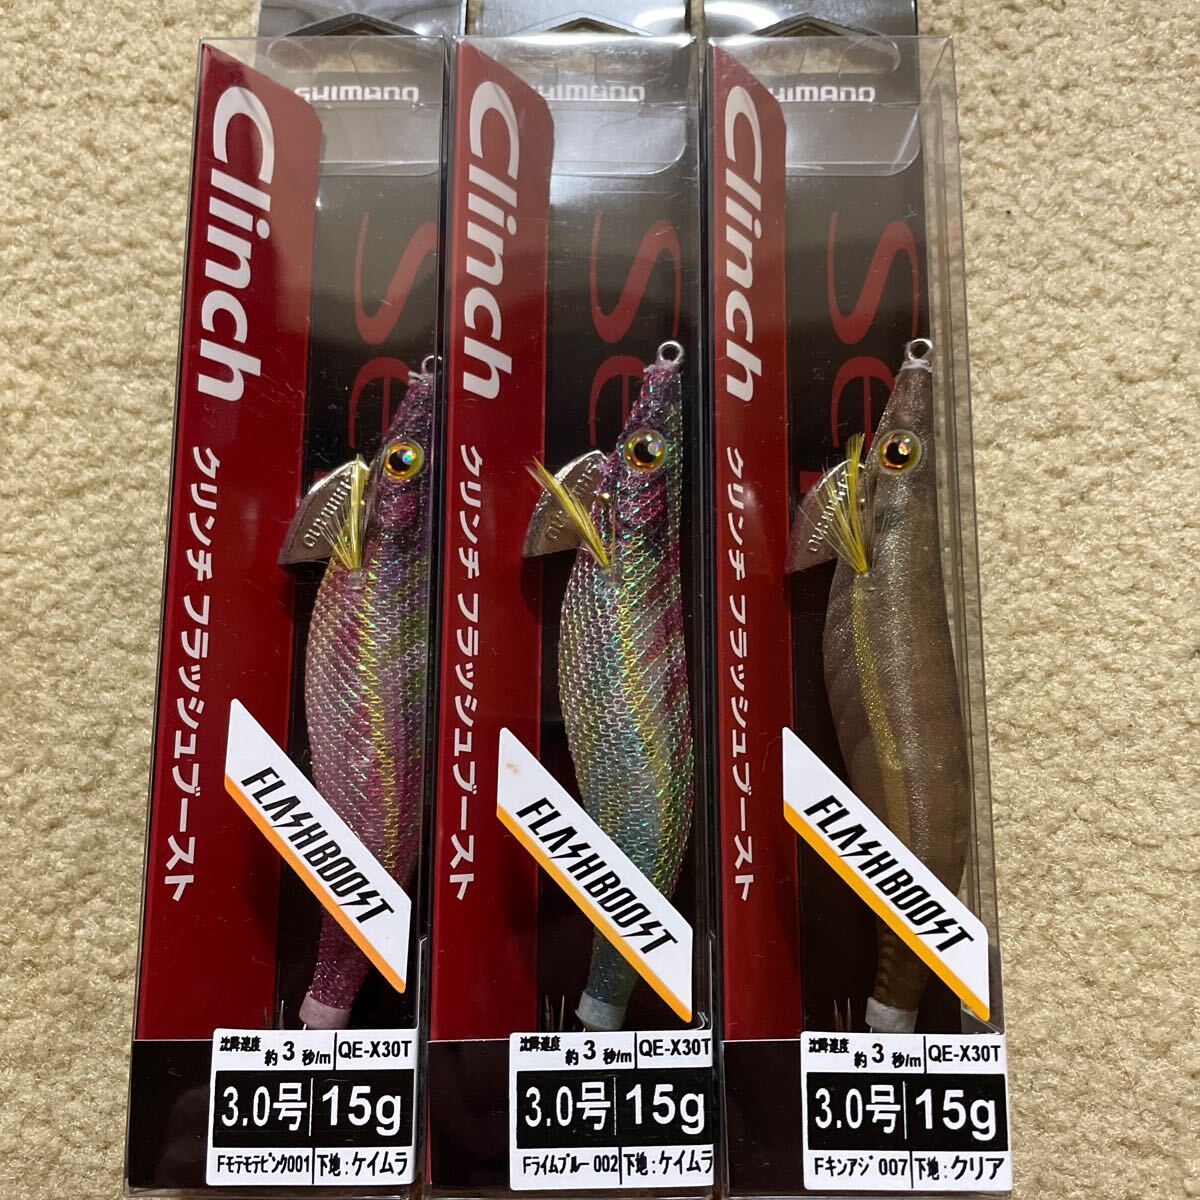 SHIMANO
Clinch
クリンチ フラッシュブースト
Se
FLASHBOOST
沈降速度
約3秒/m
QE-X30T
3.0号
15g
Fモテモテピンク001
下地:ケイムラ
SHIMANO
Clinch
クリンチ フラッシュブースト
Se
FLASHBOOST
沈降速度
約3秒/m
QE-X30T
3.0号
15g
Fライムブルー 002
下地:ケイムラ
SHIMANO
Clinch
クリンチ フラッシュブースト
Se
FLASHBOOST
沈降速度
約3秒/m
QE-X30T
3.0号
15g
Fキンアジ 007
下地:クリア